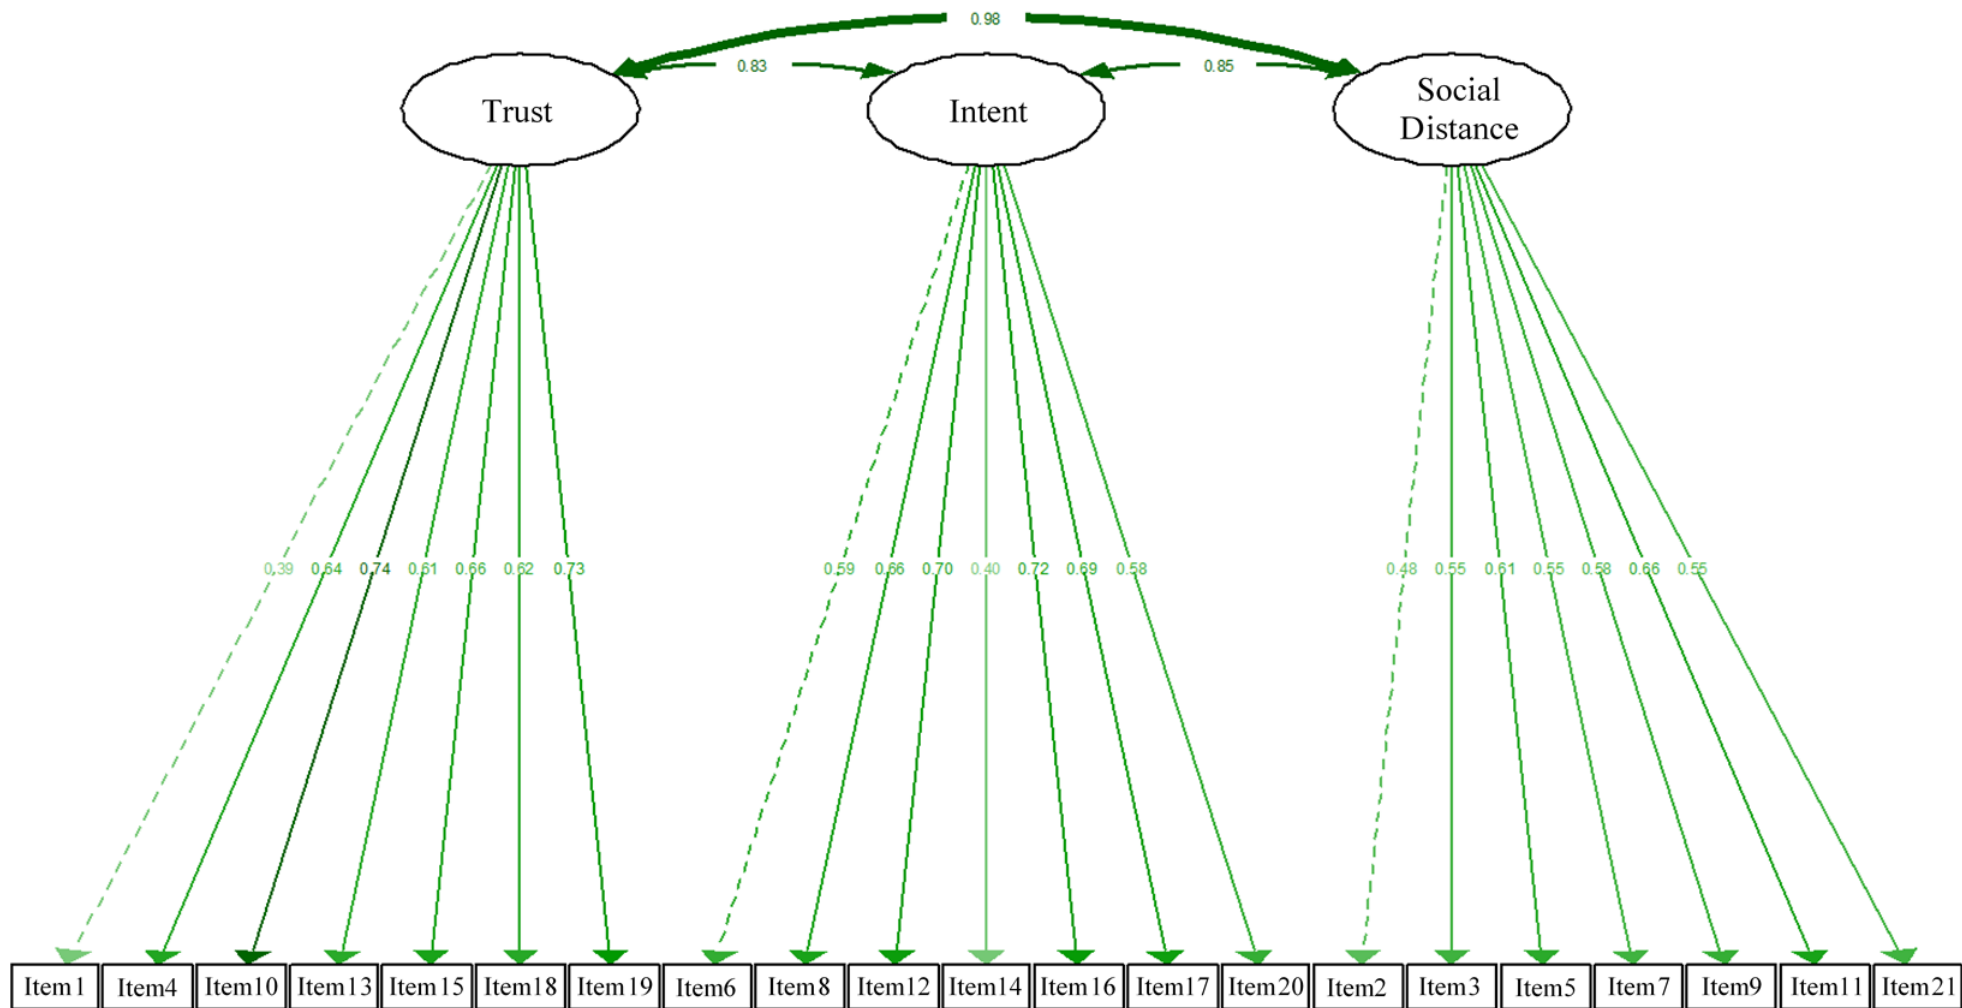 0.98
0.83
0.85
Trust
Intent
Social
Distance
0.39 0.64 0.74 0.61 0.66 0.62 0.73 0.59 0.66 0.70 0.40 0.72 0.69 0.58 0.48 0.55 0.61 0.55 0.58 0.66 0.55
Item1 Item4 Item10 Item13 Item15 Item18 Item19 Item6 Item8 Item12 Item14 Item16 Item17 Item20 Item2 Item3 Item5 Item7 Item9 Item11 Item21